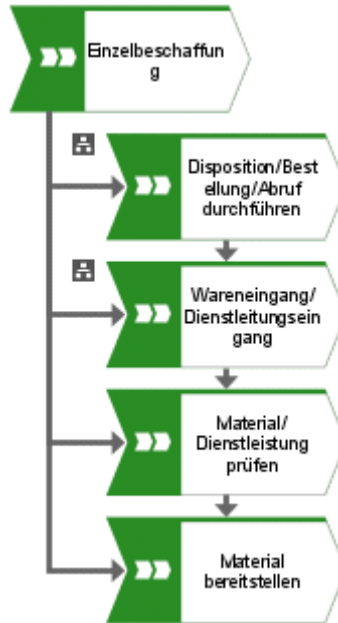 Einzelbeschaffun
g
Disposition/Best
ellung/Abruf
durchführen
Wareneingang/
Dienstleitungsein
gang
Material/
Dienstleistung
prüfen
Material
bereitstellen